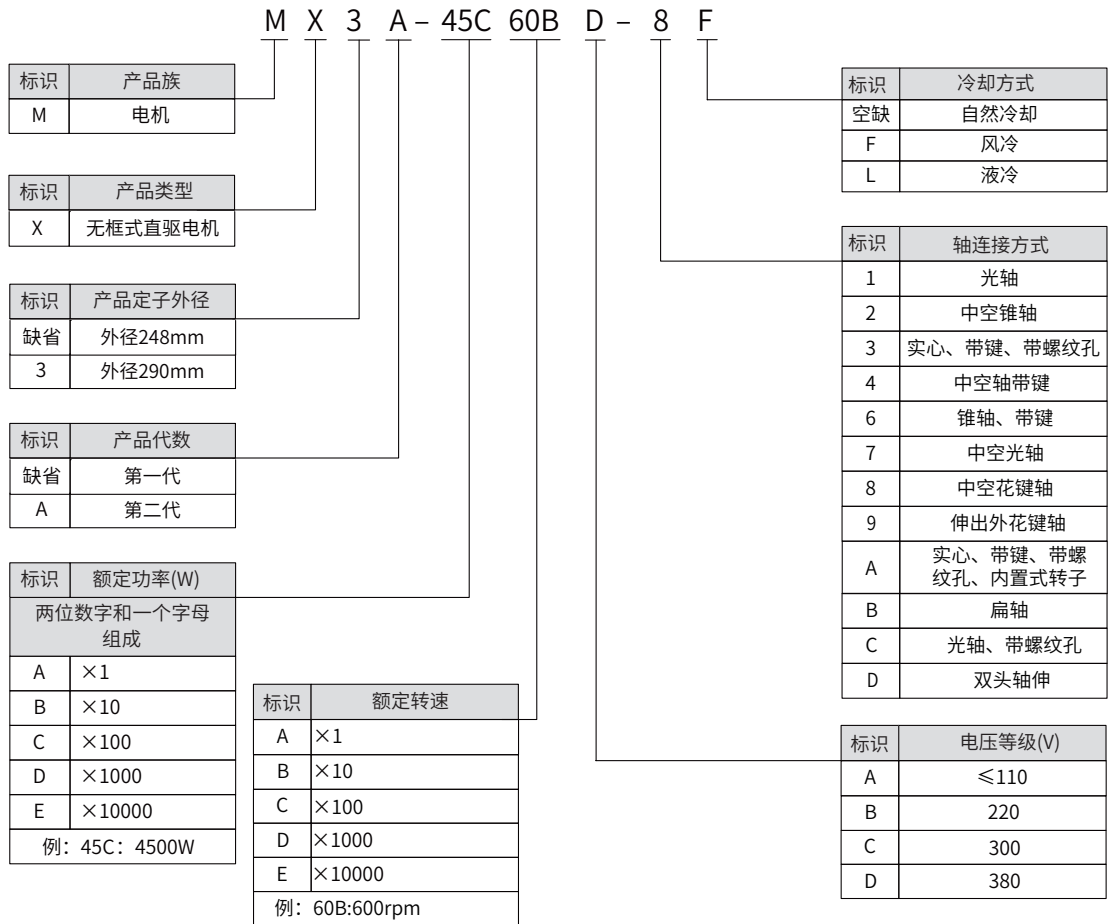 M X 3 A – 45C 60B D – 8 F
标识 产品族
M 电机
标识 产品类型
X 无框式直驱电机
标识 产品定子外径
缺省 外径248mm
3 外径290mm
标识 产品代数
缺省 第一代
A 第二代
标识 额定功率(W)
两位数字和一个字母
组成
A ×1
B ×10
C ×100
D ×1000
E ×10000
例：45C：4500W
标识 额定转速
A ×1
B ×10
C ×100
D ×1000
E ×10000
例：60B:600rpm
标识 冷却方式
空缺 自然冷却
F 风冷
L 液冷
标识 轴连接方式
1 光轴
2 中空锥轴
3 实心、带键、带螺纹孔
4 中空轴带键
6 锥轴、带键
7 中空光轴
8 中空花键轴
9 伸出外花键轴
A 实心、带键、带螺
纹孔、内置式转子
B 扁轴
C 光轴、带螺纹孔
D 双头轴伸
标识 电压等级(V)
A ≤110
B 220
C 300
D 380